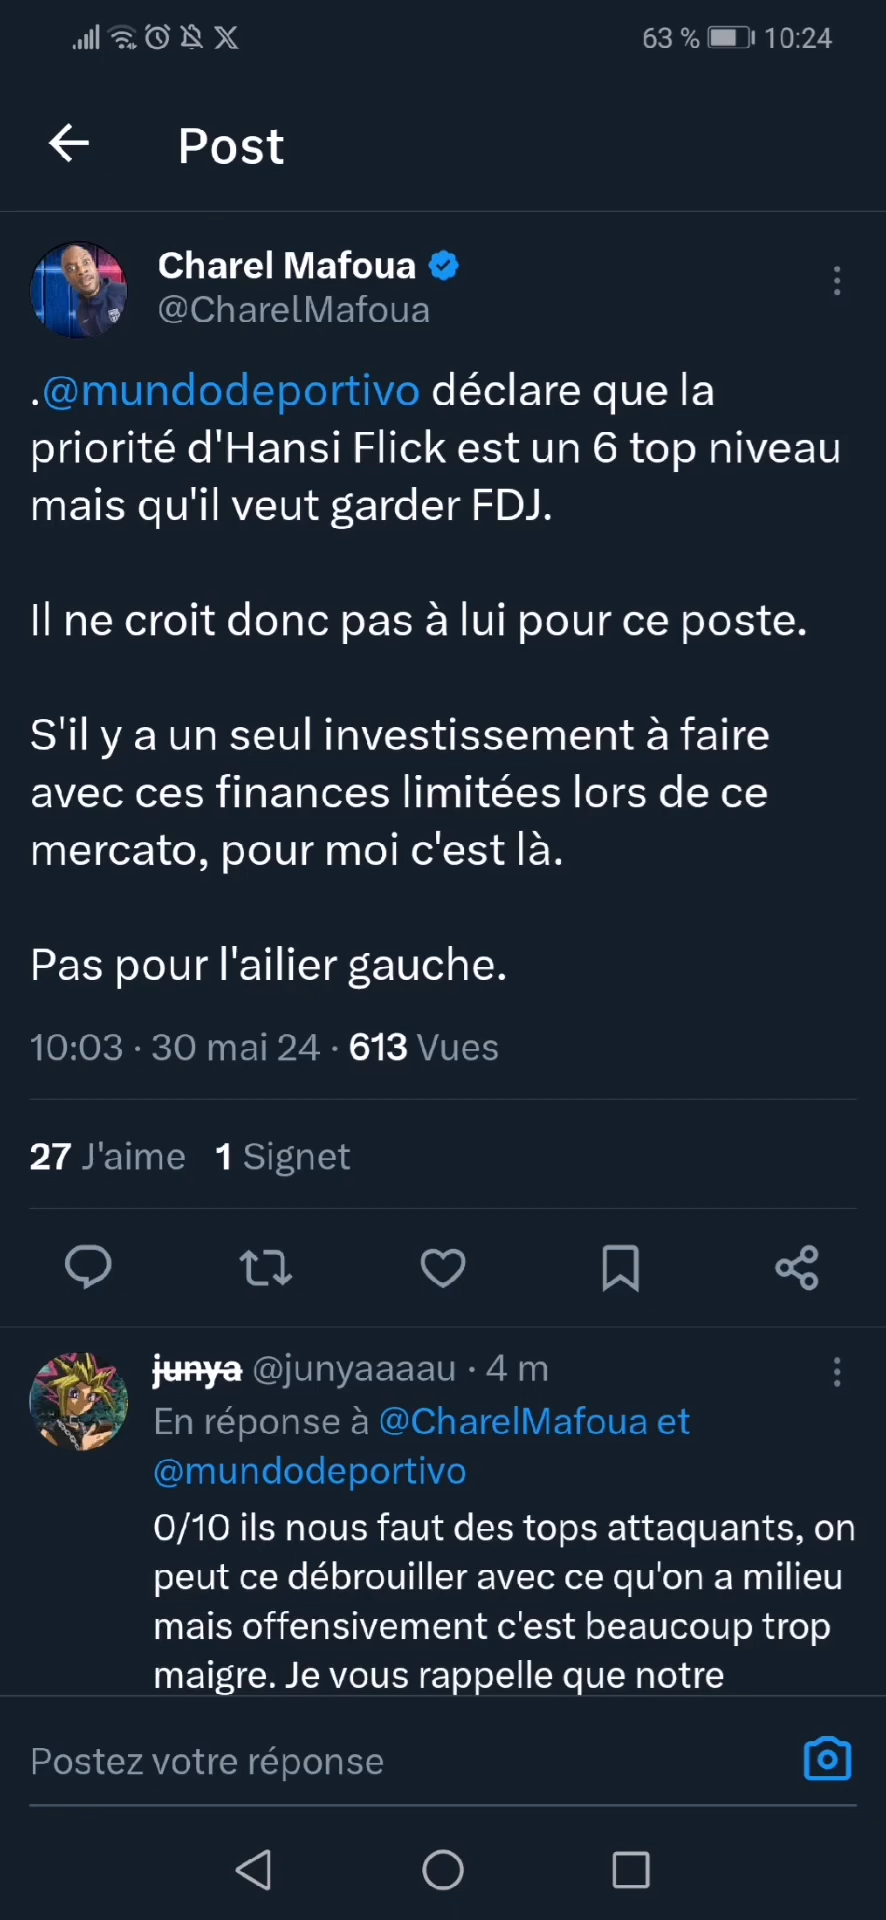 63 % 10:24
Post
Charel Mafoua
@CharelMafoua
.@mundodeportivo déclare que la
priorité d'Hansi Flick est un 6 top niveau
mais qu'il veut garder FDJ.
Il ne croit donc pas à lui pour ce poste.
S'il y a un seul investissement à faire
avec ces finances limitées lors de ce
mercato, pour moi c'est là.
Pas pour l'ailier gauche.
10:03 · 30 mai 24 · 613 Vues
27 J'aime 1 Signet
junya @junyaaaau · 4 m
En réponse à @CharelMafoua et
@mundodeportivo
0/10 ils nous faut des tops attaquants, on
peut ce débrouiller avec ce qu'on a milieu
mais offensivement c'est beaucoup trop
maigre. Je vous rappelle que notre
Postez votre réponse